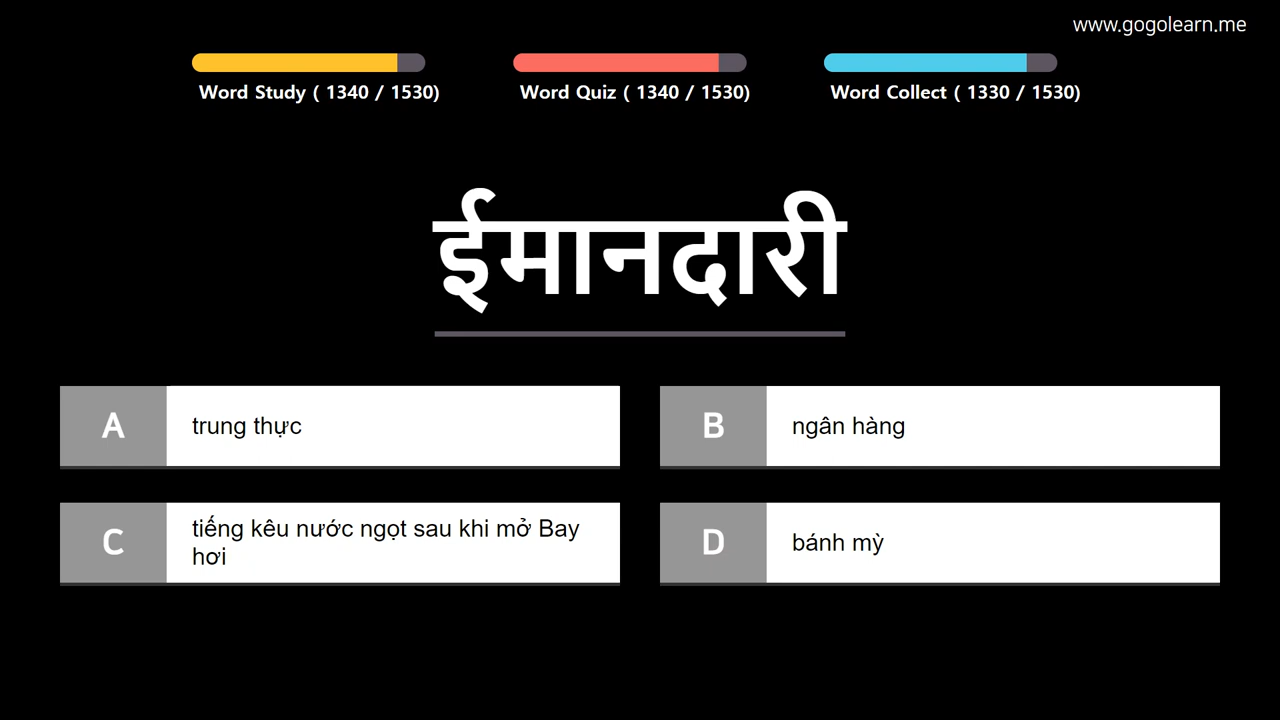 www.gogolearn.me
Word Study ( 1340 / 1530)
Word Quiz ( 1340 / 1530)
Word Collect ( 1330 / 1530)
ईमानदारी
A
trung thực
B
ngân hàng
C
tiếng kêu nước ngọt sau khi mở Bay
hơi
D
bánh mỳ